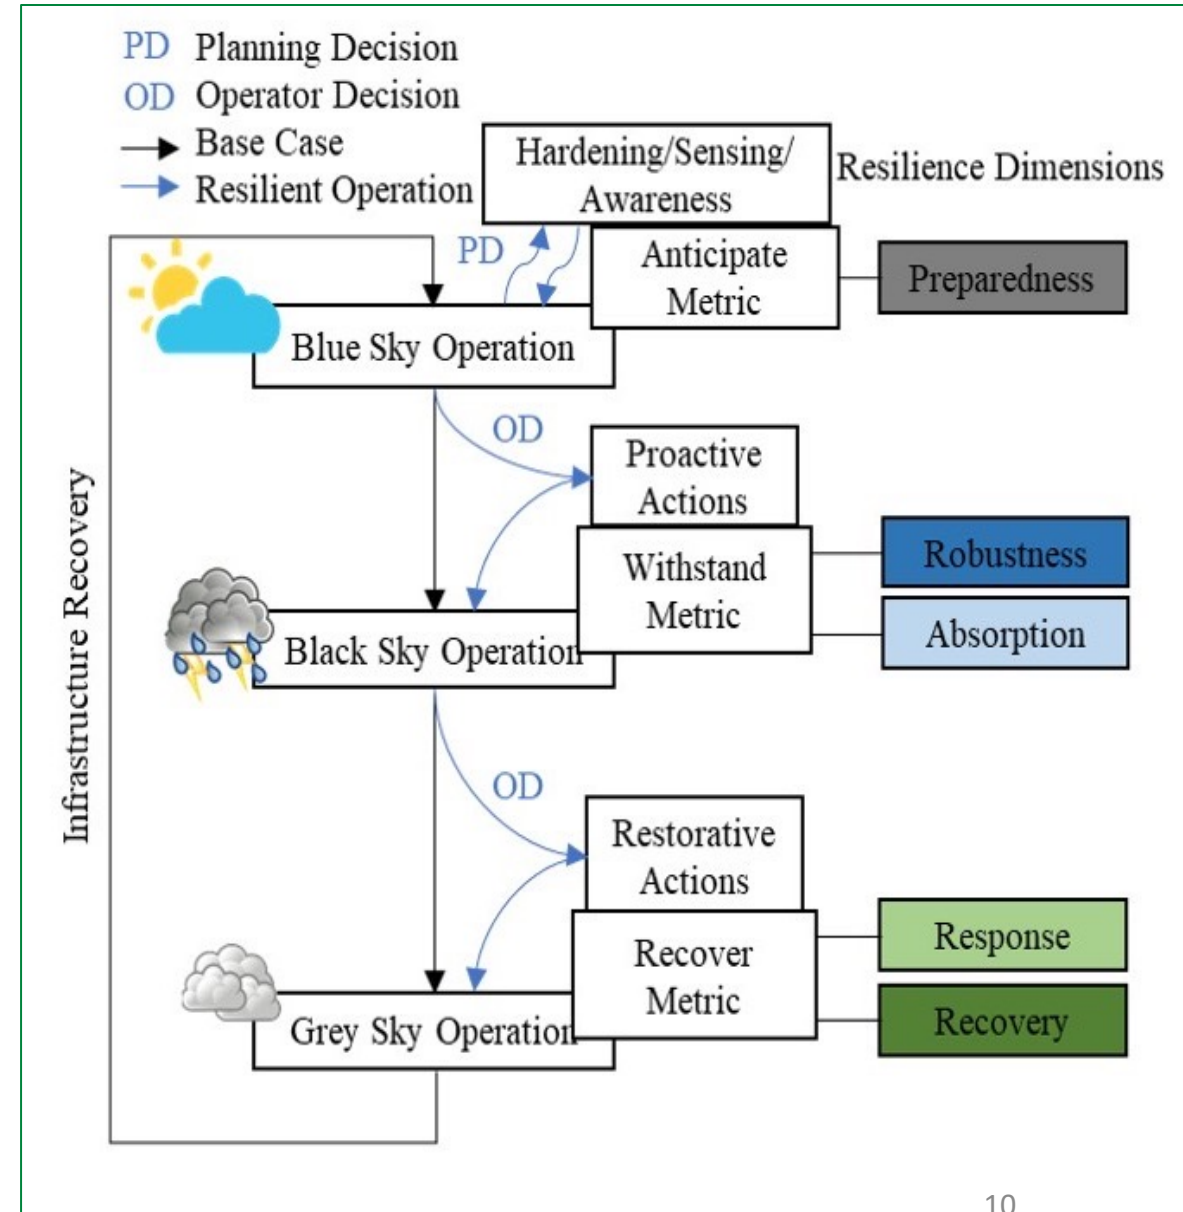 PD Planning Decision
OD Operator Decision
Base Case
Resilient Operation
Hardening/Sensing/
Awareness
Resilience Dimensions
PD
Anticipate
Metric
Preparedness
Blue Sky Operation
OD
Proactive
Actions
Withstand
Metric
Robustness
Absorption
Black Sky Operation
Infrastructure Recovery
OD
Restorative
Actions
Recover
Metric
Response
Recovery
Grey Sky Operation
10